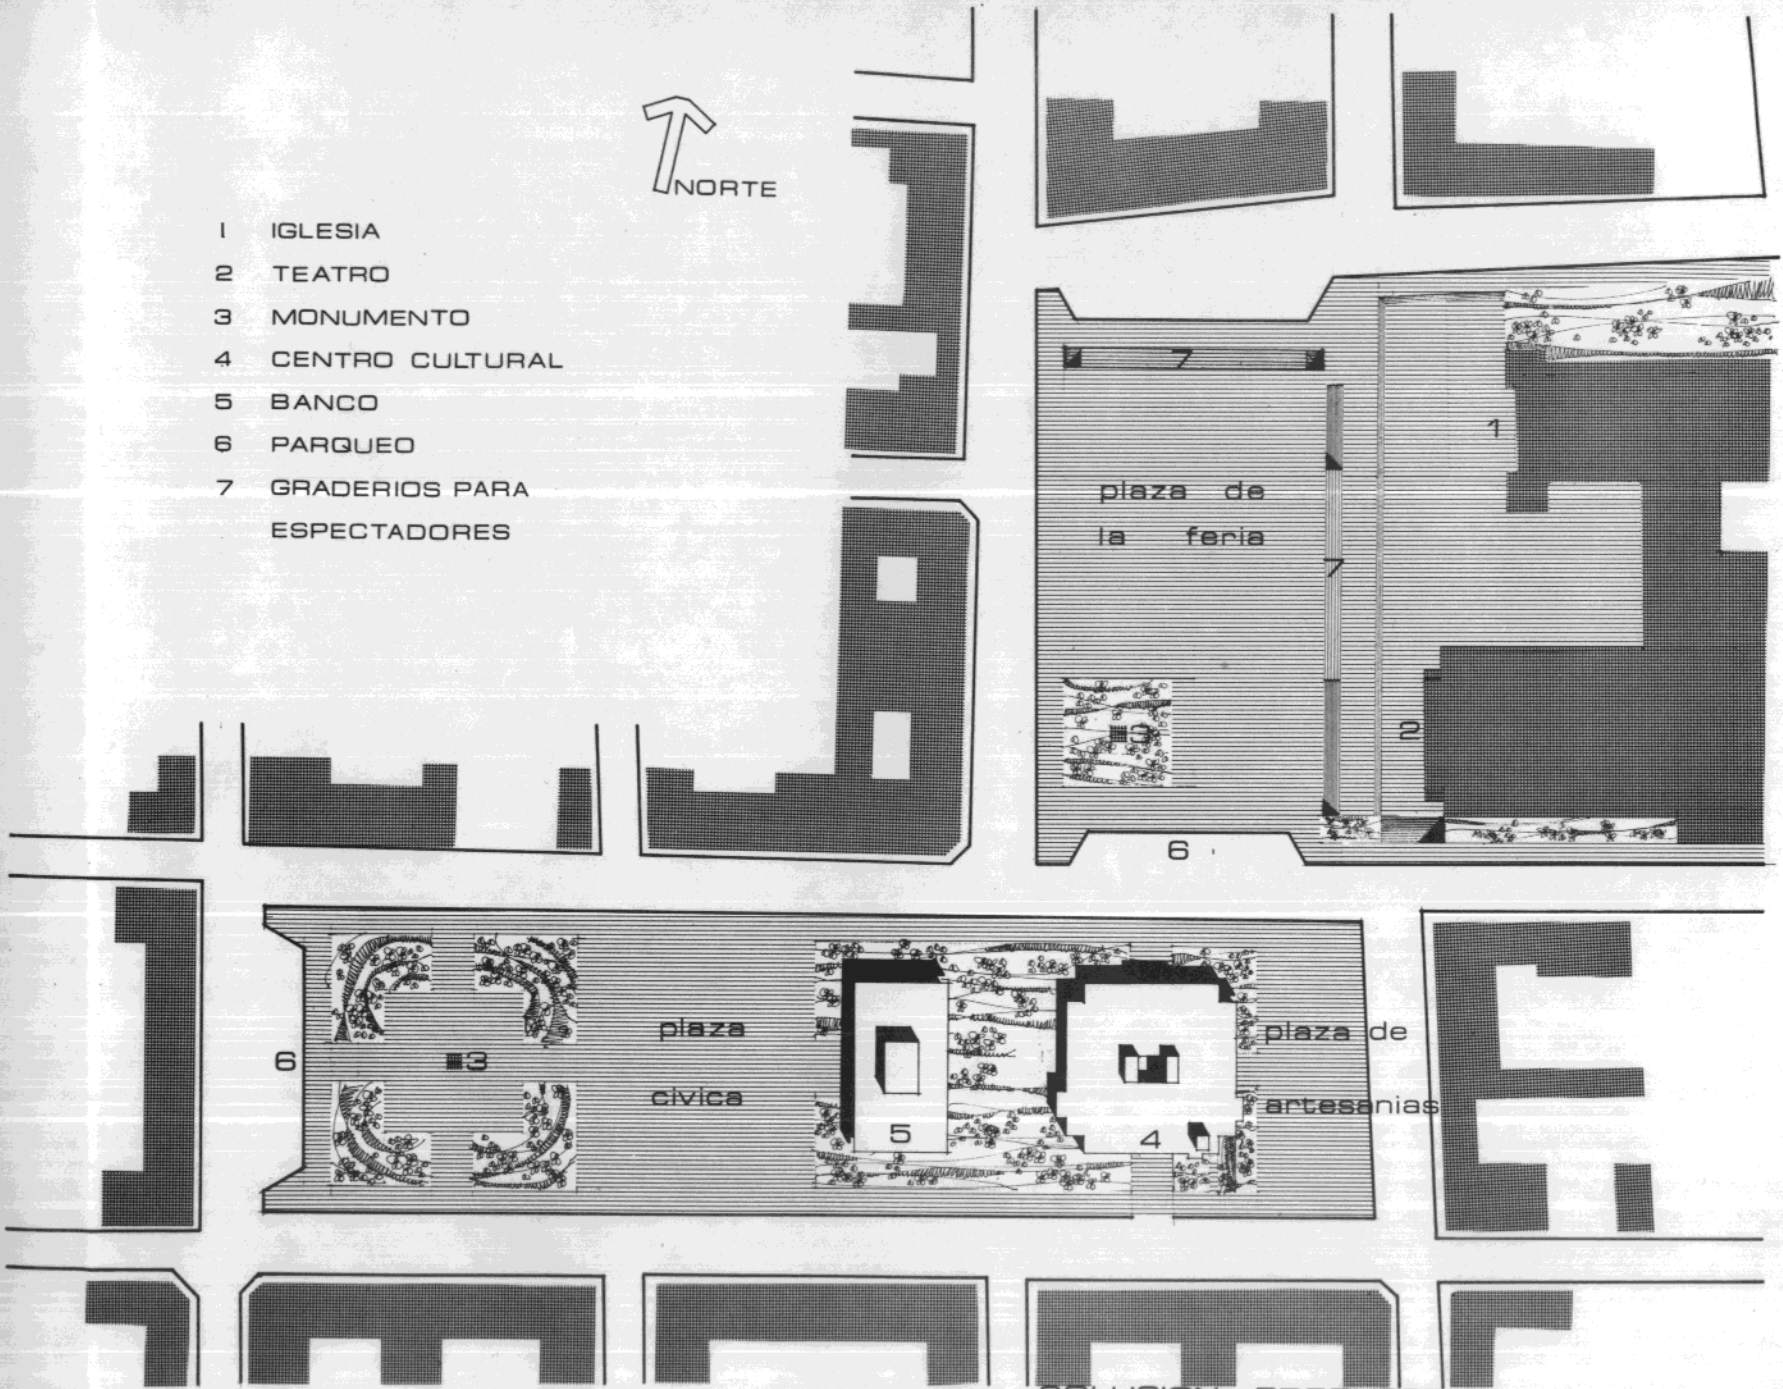 NORTE
1 IGLESIA
2 TEATRO
3 MONUMENTO
4 CENTRO CULTURAL
5 BANCO
6 PARQUEO
7 GRADERIOS PARA
ESPECTADORES
7
1
plaza de
la feria
7
3
2
6
plaza
civica
6
3
5
4
plaza de
artesanias